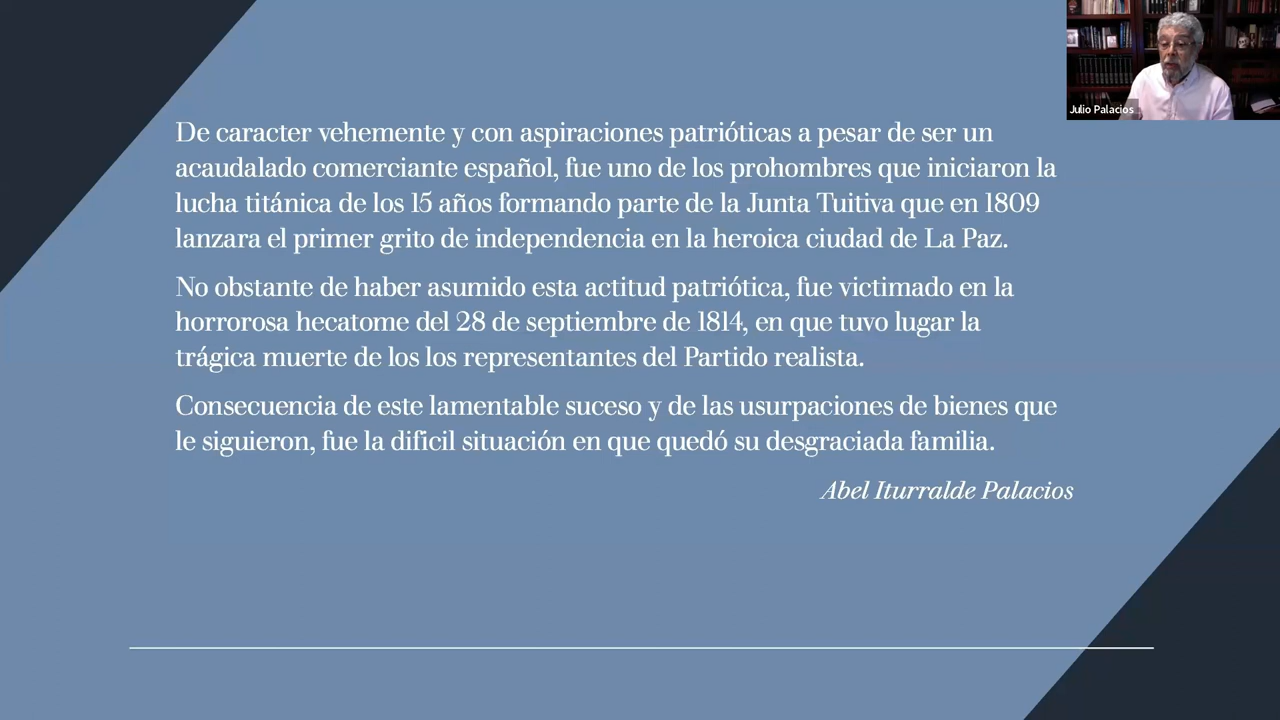 Julio Palacios
De caracter vehemente y con aspiraciones patrióticas a pesar de ser un
acaudalado comerciante español, fue uno de los prohombres que iniciaron la
lucha titánica de los 15 años formando parte de la Junta Tuitiva que en 1809
lanzara el primer grito de independencia en la heroica ciudad de La Paz.
No obstante de haber asumido esta actitud patriótica, fue victimado en la
horrorosa hecatome del 28 de septiembre de 1814, en que tuvo lugar la
trágica muerte de los los representantes del Partido realista.
Consecuencia de este lamentable suceso y de las usurpaciones de bienes que
le siguieron, fue la dificil situación en que quedó su desgraciada familia.
Abel Iturralde Palacios